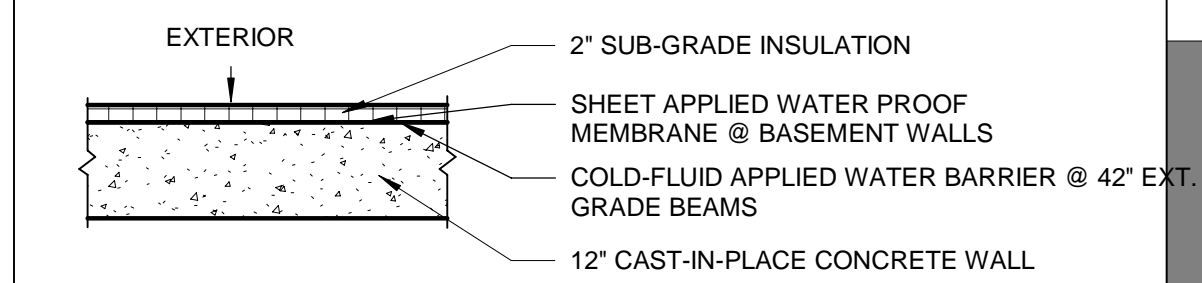 EXTERIOR
2" SUB-GRADE INSULATION
SHEET APPLIED WATER PROOF
MEMBRANE @ BASEMENT WALLS
COLD-FLUID APPLIED WATER BARRIER @ 42" EXT.
GRADE BEAMS
12" CAST-IN-PLACE CONCRETE WALL